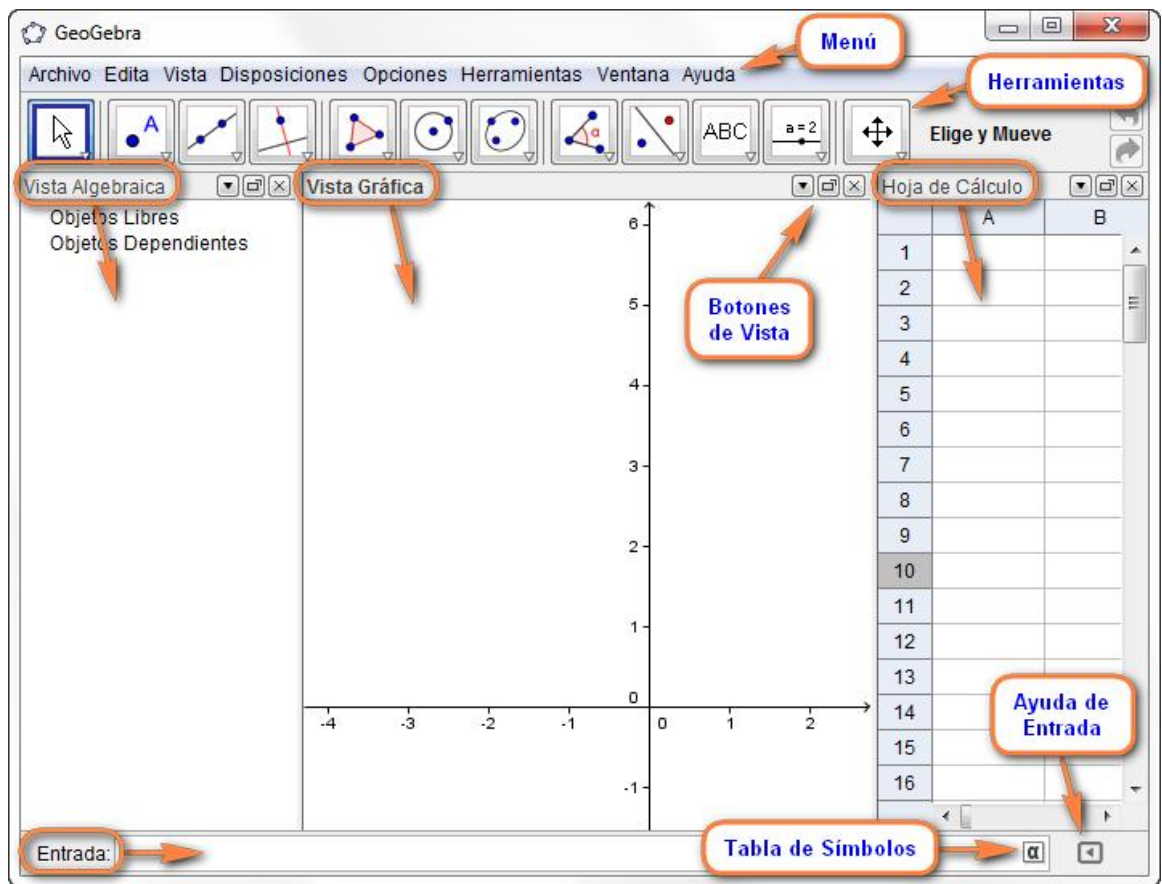 GeoGebra
Menú
Archivo Edita Vista Disposiciones Opciones Herramientas Ventana Ayuda
Herramientas
A
α
ABC
a=2
Elige y Mueve
Vista Algebraica
Vista Gráfica
Hoja de Cálculo
Objetos Libres
Objetos Dependientes
Botones
de Vista
6
5
4
3
2
1
0
-1
-4 -3 -2 -1 0 1 2
A B
1
2
3
4
5
6
7
8
9
10
11
12
13
14
15
16
Ayuda de
Entrada
Entrada:
Tabla de Símbolos
α